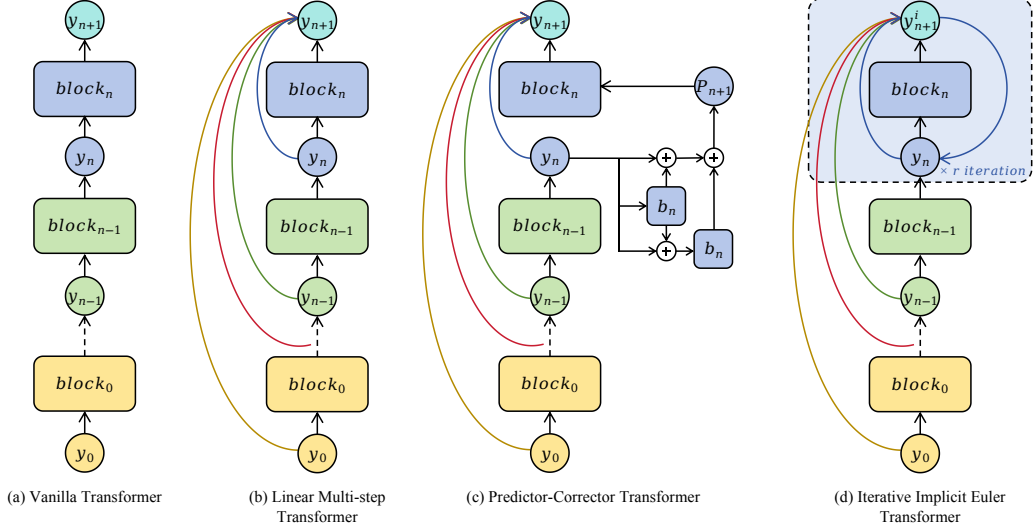 y_{n+1}
block_n
y_n
block_{n-1}
y_{n-1}
block_0
y_0
(a) Vanilla Transformer
y_{n+1}
block_n
y_n
block_{n-1}
y_{n-1}
block_0
y_0
(b) Linear Multi-step
Transformer
y_{n+1}
block_n
P_{n+1}
y_n
+
+
b_n
block_{n-1}
+
b_n
y_{n-1}
block_0
y_0
(c) Predictor-Corrector Transformer
y^i_{n+1}
block_n
y_n
× r iteration
block_{n-1}
y_{n-1}
block_0
y_0
(d) Iterative Implicit Euler
Transformer